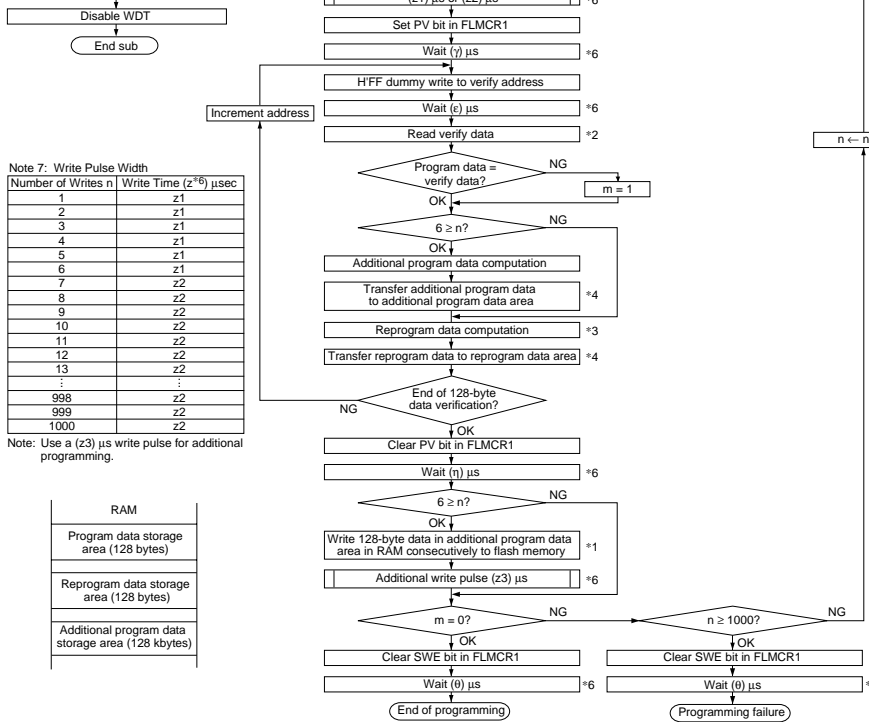 Disable WDT
End sub
*6
Set PV bit in FLMCR1
Wait (γ) µs *6
H'FF dummy write to verify address
Increment address
Wait (ε) µs *6
Read verify data *2
n ← n
Program data =
verify data?
NG
m = 1
OK
6 ≥ n?
NG
OK
Additional program data computation
Transfer additional program data
to additional program data area
*4
Reprogram data computation *3
Transfer reprogram data to reprogram data area *4
End of 128-byte
data verification?
NG
OK
Clear PV bit in FLMCR1
Wait (η) µs *6
6 ≥ n?
NG
OK
Write 128-byte data in additional program data
area in RAM consecutively to flash memory
*1
Additional write pulse (z3) µs *6
m = 0?
NG
n ≥ 1000?
NG
OK
OK
Clear SWE bit in FLMCR1
Clear SWE bit in FLMCR1
Wait (θ) µs *6
Wait (θ) µs
End of programming
Programming failure
Note 7: Write Pulse Width
Number of Writes n Write Time (z*6) µsec
1 z1
2 z1
3 z1
4 z1
5 z1
6 z1
7 z2
8 z2
9 z2
10 z2
11 z2
12 z2
13 z2
⋮ ⋮
998 z2
999 z2
1000 z2
Note: Use a (z3) µs write pulse for additional
programming.
RAM
Program data storage
area (128 bytes)
Reprogram data storage
area (128 bytes)
Additional program data
storage area (128 kbytes)